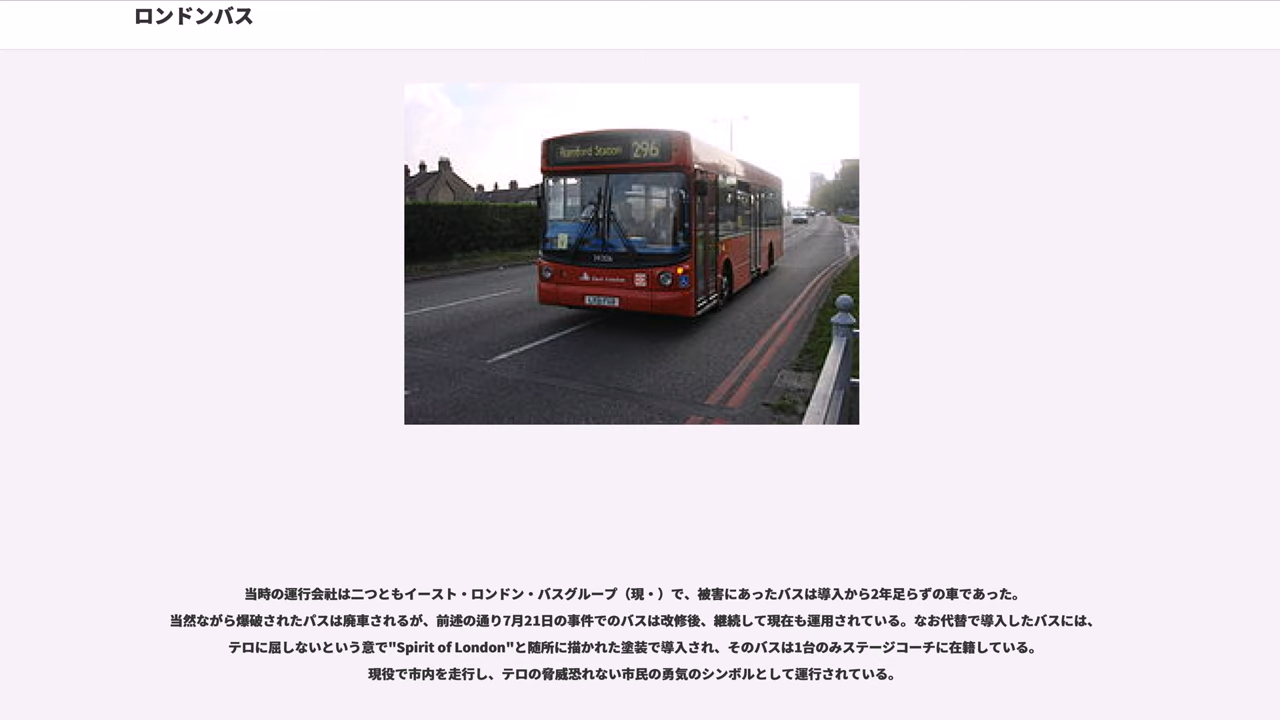 ロンドンバス
Romford Station 296
34306
East London
当時の運行会社は二つともイースト・ロンドン・バスグループ（現・）で、被害にあったバスは導入から2年足らずの車であった。
当然ながら爆破されたバスは廃車されるが、前述の通り7月21日の事件でのバスは改修後、継続して現在も運用されている。なお代替で導入したバスには、
テロに屈しないという意で"Spirit of London"と随所に描かれた塗装で導入され、そのバスは1台のみステージコーチに在籍している。
現役で市内を走行し、テロの脅威恐れない市民の勇気のシンボルとして運行されている。